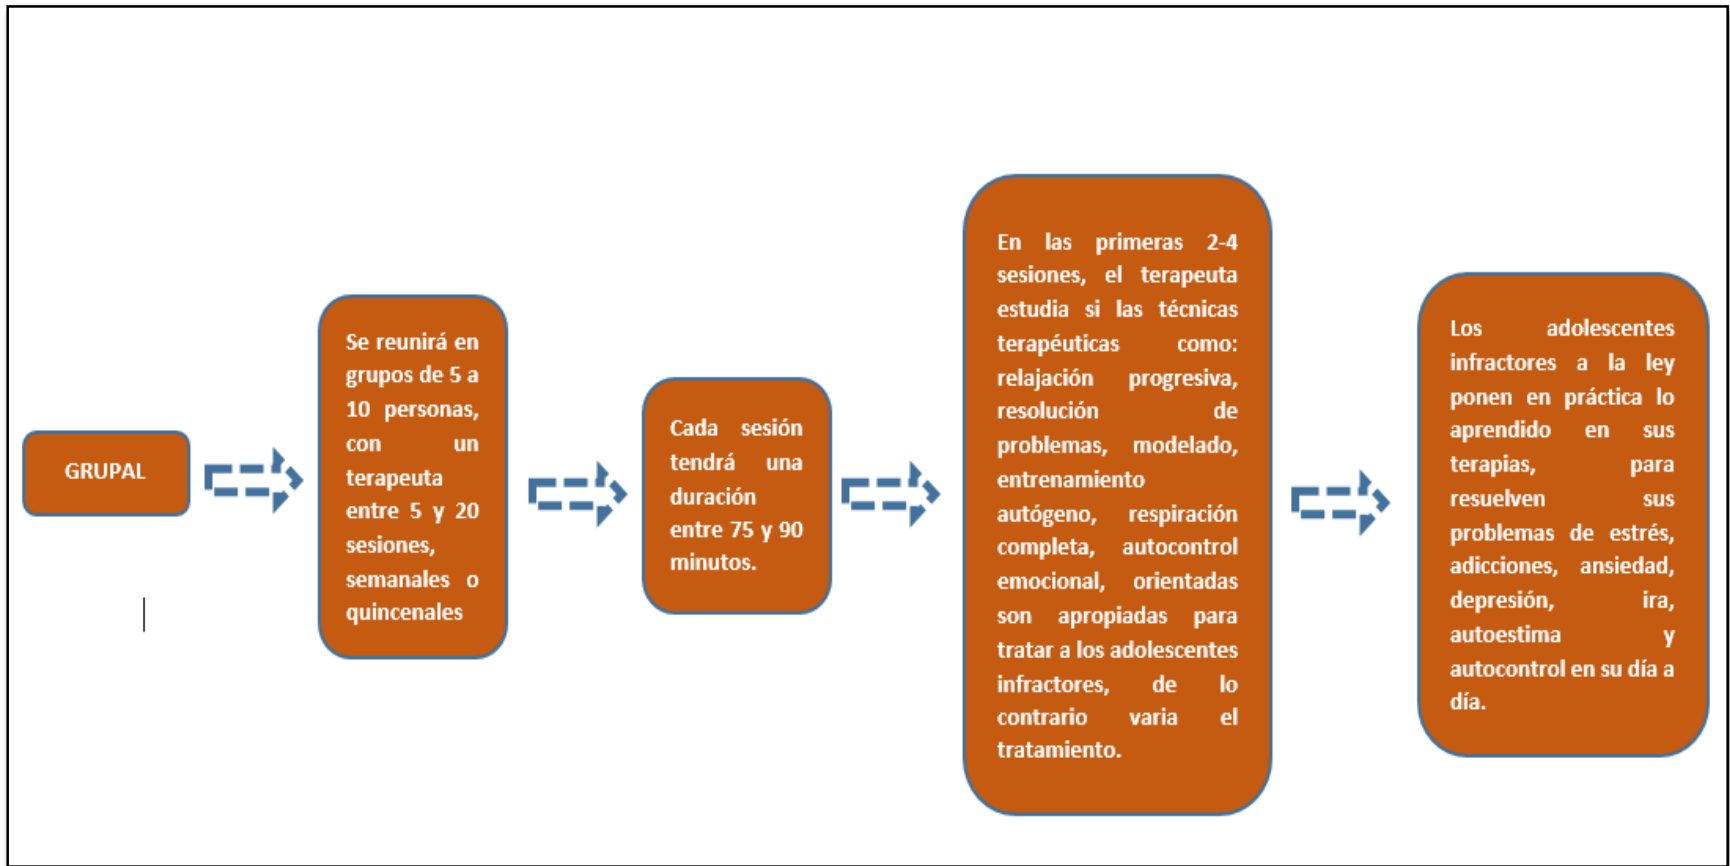 GRUPAL
Se reunirá en
grupos de 5 a
10 personas,
con un
terapeuta
entre 5 y 20
sesiones,
semanales o
quincenales
Cada sesión
tendrá una
duración
entre 75 y 90
minutos.
En las primeras 2-4
sesiones, el terapeuta
estudia si las técnicas
terapéuticas como:
relajación progresiva,
resolución de
problemas, modelado,
entrenamiento
autógeno, respiración
completa, autocontrol
emocional, orientadas
son apropiadas para
tratar a los adolescentes
infractores, de lo
contrario varia el
tratamiento.
Los adolescentes
infractores a la ley
ponen en práctica lo
aprendido en sus
terapias, para
resuelven sus
problemas de estrés,
adicciones, ansiedad,
depresión, ira,
autoestima y
autocontrol en su día a
día.